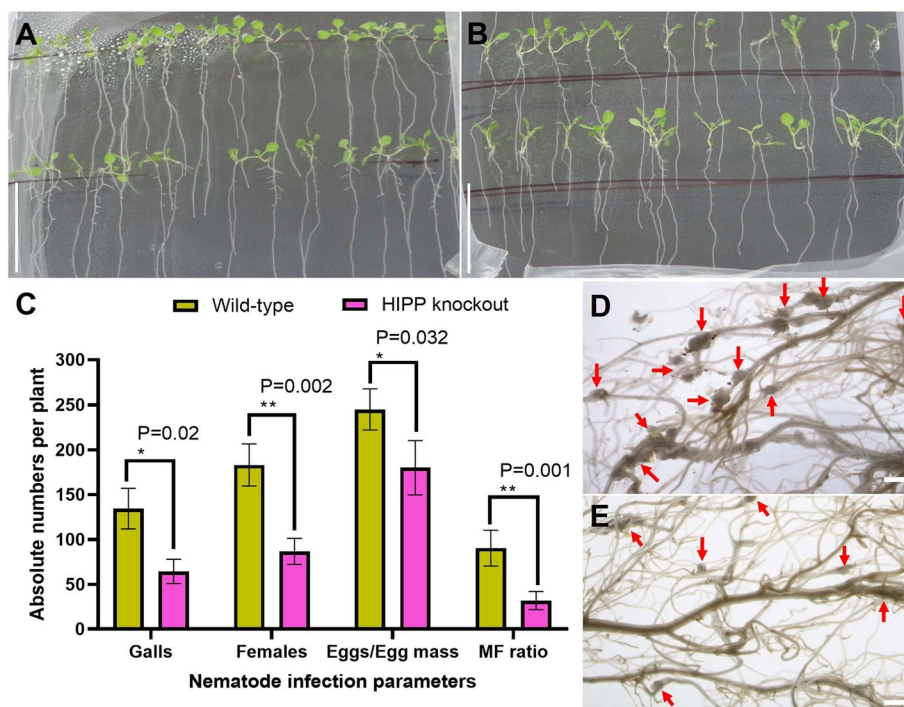 A
B
C
Wild-type
HIPP knockout
Absolute numbers per plant
300
250
200
150
100
50
0
P=0.02
*
P=0.002
**
P=0.032
*
P=0.001
**
Galls
Females
Eggs/Egg mass
MF ratio
Nematode infection parameters
D
E